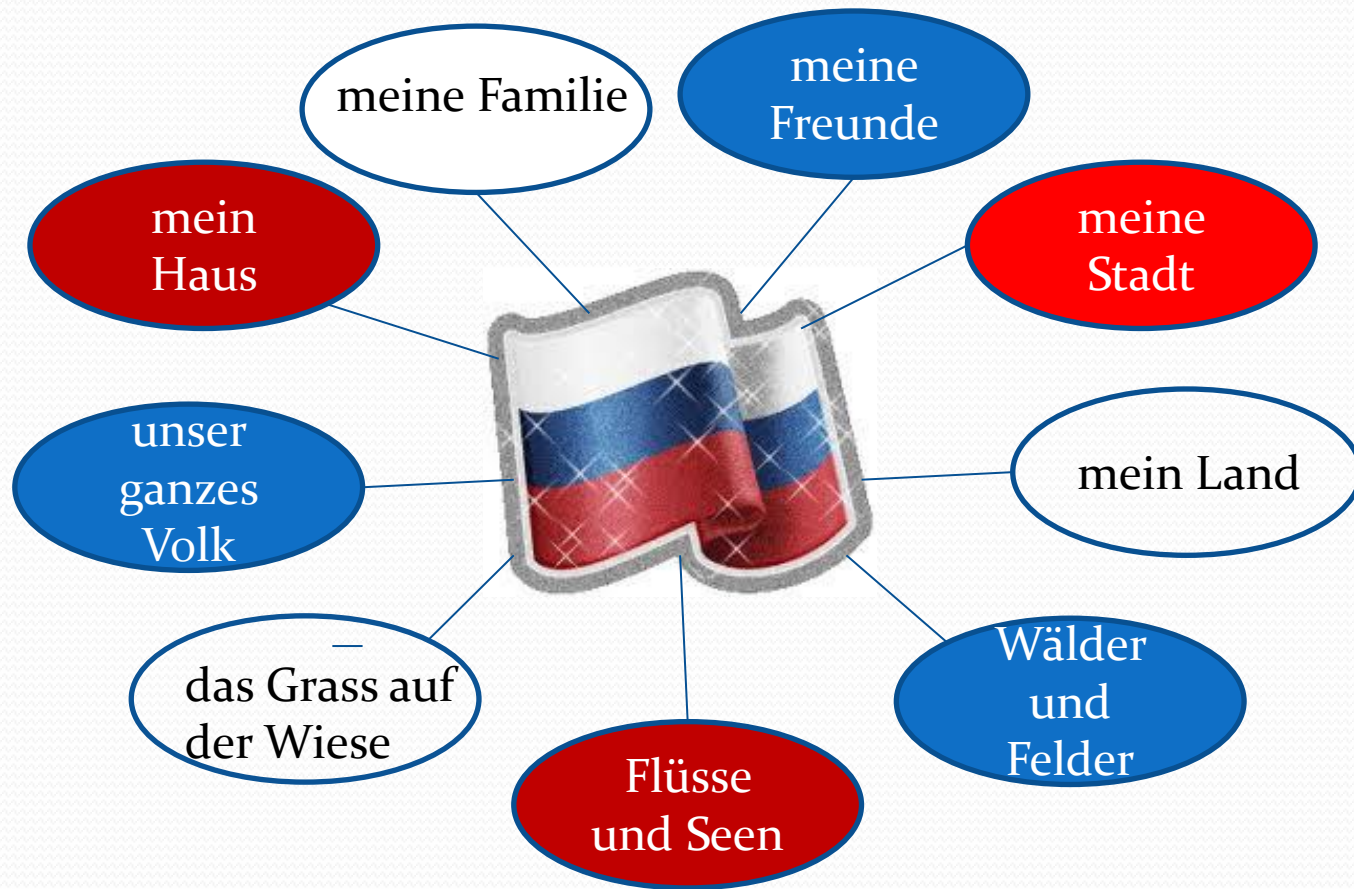 meine Familie
meine
Freunde
mein
Haus
meine
Stadt
unser
ganzes
Volk
mein Land
das Grass auf
der Wiese
Wälder
und
Felder
Flüsse
und Seen